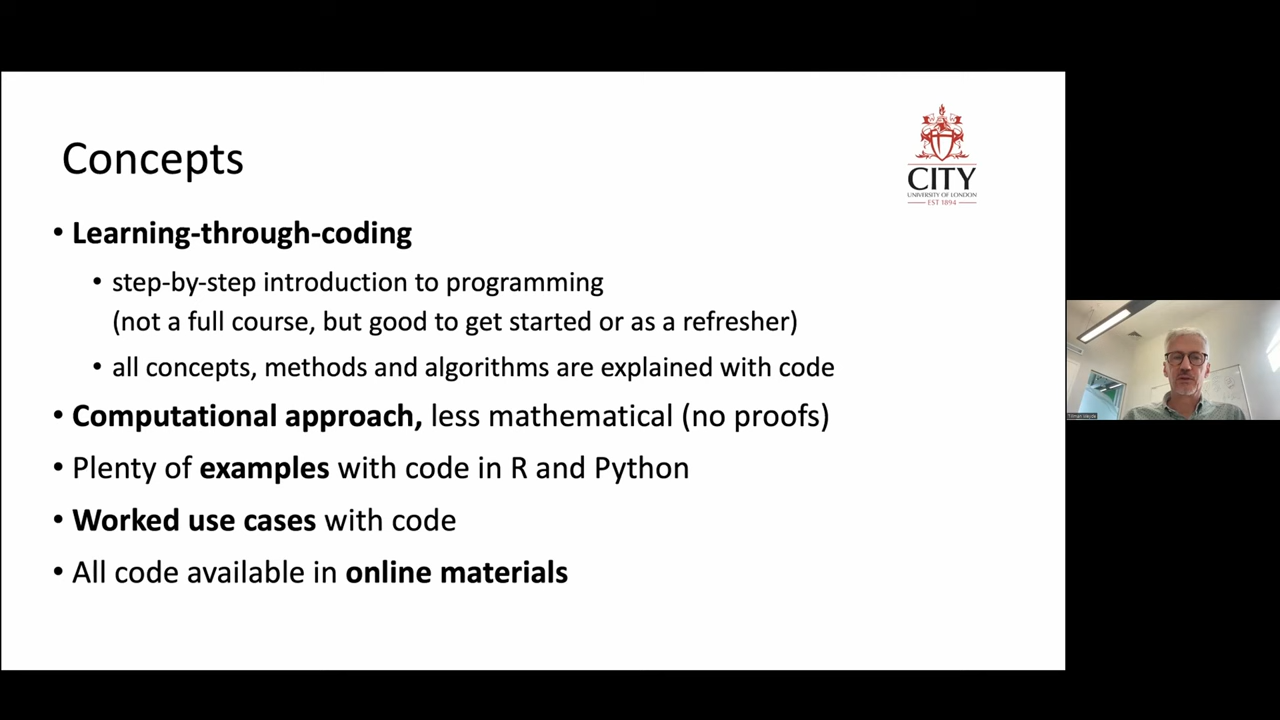 Concepts
CITY
UNIVERSITY OF LONDON
EST 1894
• Learning-through-coding
• step-by-step introduction to programming
(not a full course, but good to get started or as a refresher)
• all concepts, methods and algorithms are explained with code
• Computational approach, less mathematical (no proofs)
• Plenty of examples with code in R and Python
• Worked use cases with code
• All code available in online materials
Tillman Weyde